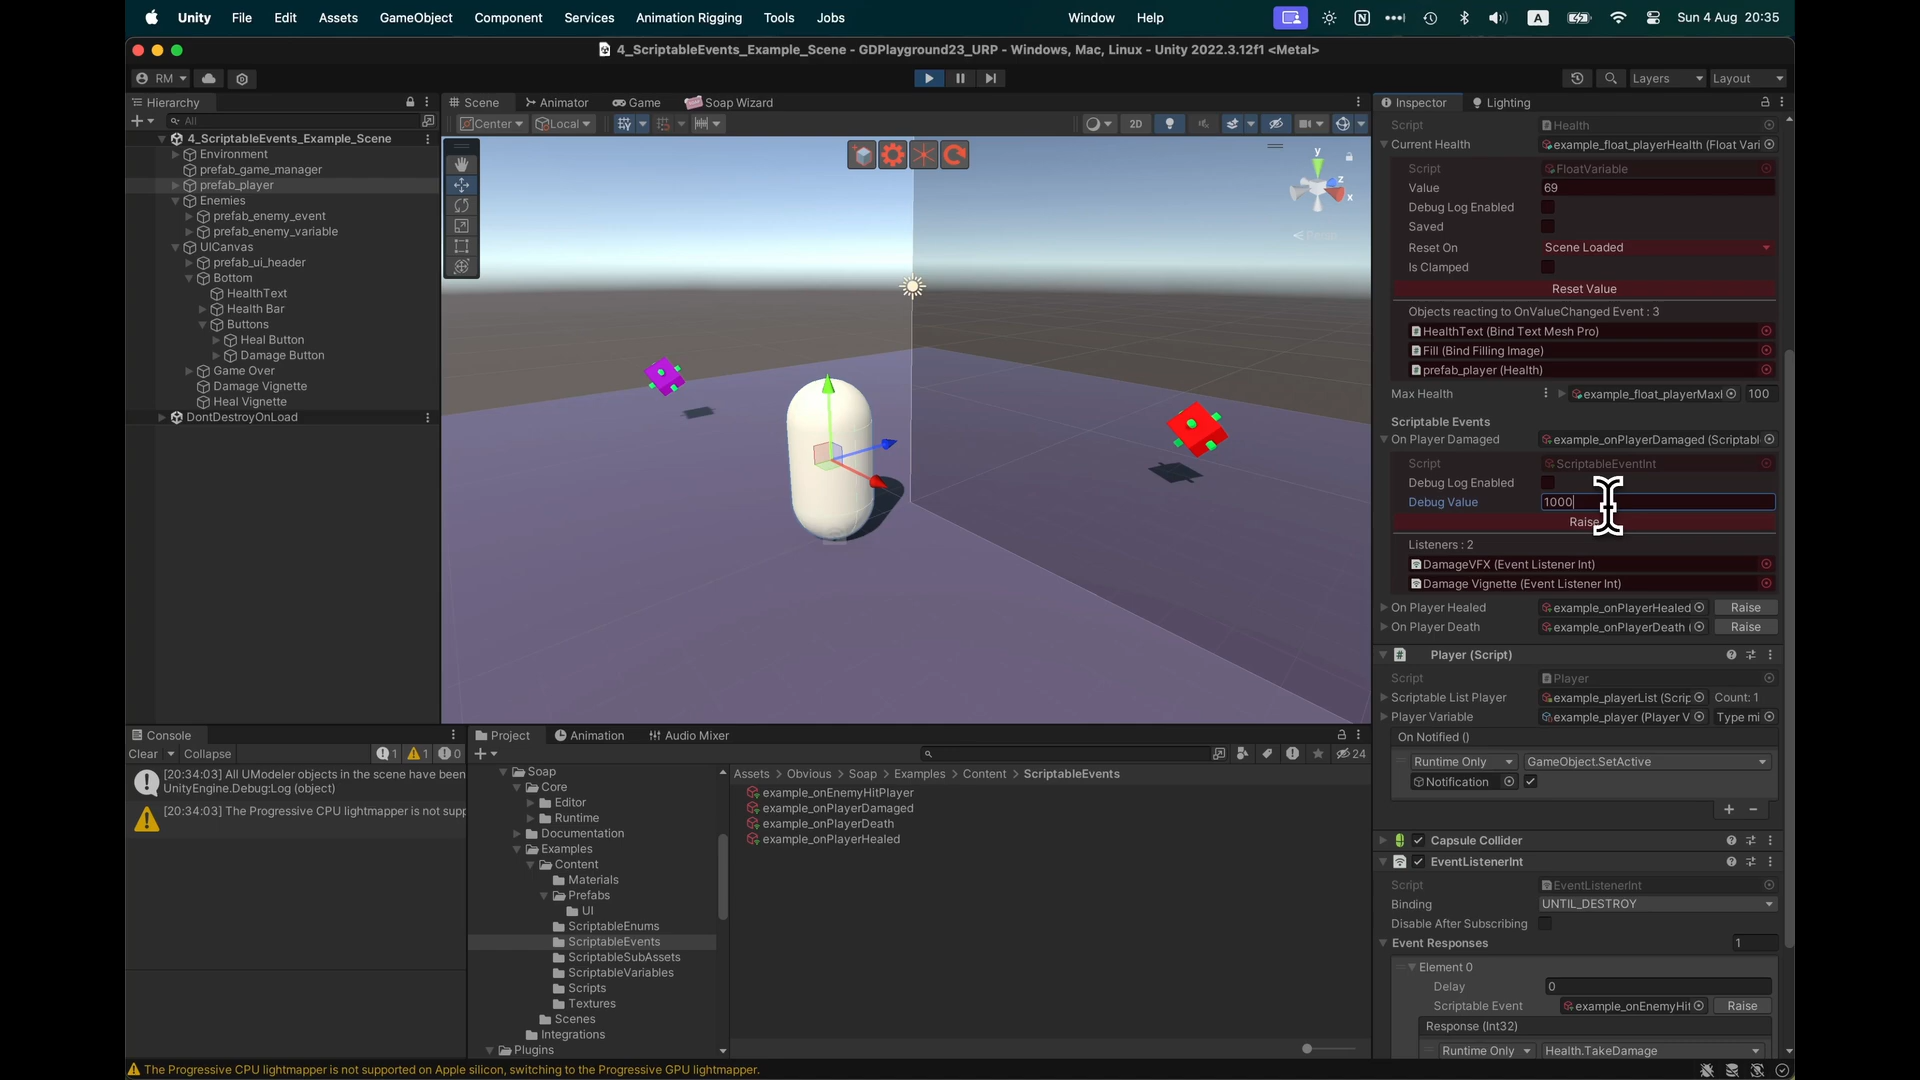 Unity File Edit Assets GameObject Component Services Animation Rigging Tools Jobs Window Help A Sun 4 Aug 20:35
4_ScriptableEvents_Example_Scene - GDPlayground23_URP - Windows, Mac, Linux - Unity 2022.3.12f1 <Metal>
RM Layers Layout
Hierarchy
All
4_ScriptableEvents_Example_Scene
Environment
prefab_game_manager
prefab_player
Enemies
prefab_enemy_event
prefab_enemy_variable
UICanvas
prefab_ui_header
Bottom
HealthText
Health Bar
Buttons
Heal Button
Damage Button
Game Over
Damage Vignette
Heal Vignette
DontDestroyOnLoad
Scene Animator Game Soap Wizard
Center Local 2D
y
z
x
Persp
Inspector Lighting
Script Health
Current Health example_float_playerHealth (Float Vari
Script FloatVariable
Value 69
Debug Log Enabled
Saved
Reset On Scene Loaded
Is Clamped
Reset Value
Objects reacting to OnValueChanged Event : 3
HealthText (Bind Text Mesh Pro)
Fill (Bind Filling Image)
prefab_player (Health)
Max Health example_float_playerMaxI 100
Scriptable Events
On Player Damaged example_onPlayerDamaged (Scriptabl
Script ScriptableEventInt
Debug Log Enabled
Debug Value 1000
Raise
Listeners : 2
DamageVFX (Event Listener Int)
Damage Vignette (Event Listener Int)
On Player Healed example_onPlayerHealed Raise
On Player Death example_onPlayerDeath ( Raise
Player (Script)
Script Player
Scriptable List Player example_playerList (Scrip Count: 1
Player Variable example_player (Player V Type mi
On Notified ()
Runtime Only GameObject.SetActive
Notification
Capsule Collider
EventListenerInt
Script EventListenerInt
Binding UNTIL_DESTROY
Disable After Subscribing
Event Responses 1
Element 0
Delay 0
Scriptable Event example_onEnemyHit Raise
Response (Int32)
Runtime Only Health.TakeDamage
Console
Clear Collapse 1 1 0
[20:34:03] All UModeler objects in the scene have been
UnityEngine.Debug:Log (object)
[20:34:03] The Progressive CPU lightmapper is not supp
Project Animation Audio Mixer
24
Soap
Core
Editor
Runtime
Documentation
Examples
Content
Materials
Prefabs
UI
ScriptableEnums
ScriptableEvents
ScriptableSubAssets
ScriptableVariables
Scripts
Textures
Scenes
Integrations
Plugins
Assets Obvious Soap Examples Content ScriptableEvents
example_onEnemyHitPlayer
example_onPlayerDamaged
example_onPlayerDeath
example_onPlayerHealed
The Progressive CPU lightmapper is not supported on Apple silicon, switching to the Progressive GPU lightmapper.